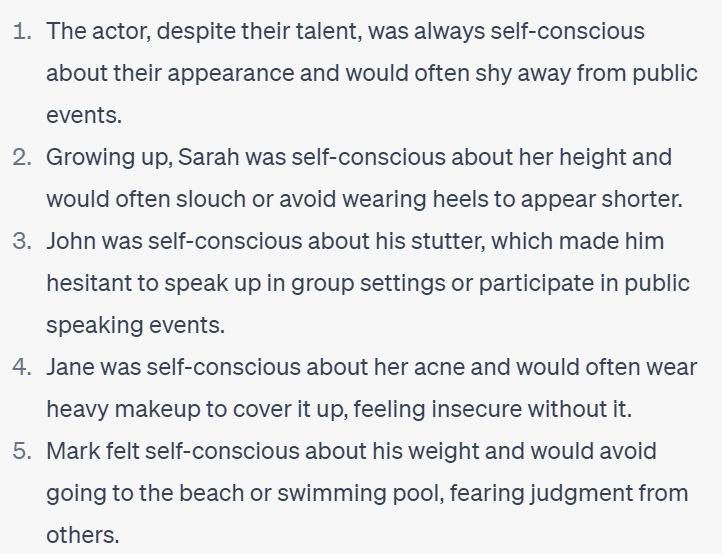 1. The actor, despite their talent, was always self-conscious
about their appearance and would often shy away from public
events.
2. Growing up, Sarah was self-conscious about her height and
would often slouch or avoid wearing heels to appear shorter.
3. John was self-conscious about his stutter, which made him
hesitant to speak up in group settings or participate in public
speaking events.
4. Jane was self-conscious about her acne and would often wear
heavy makeup to cover it up, feeling insecure without it.
5. Mark felt self-conscious about his weight and would avoid
going to the beach or swimming pool, fearing judgment from
others.